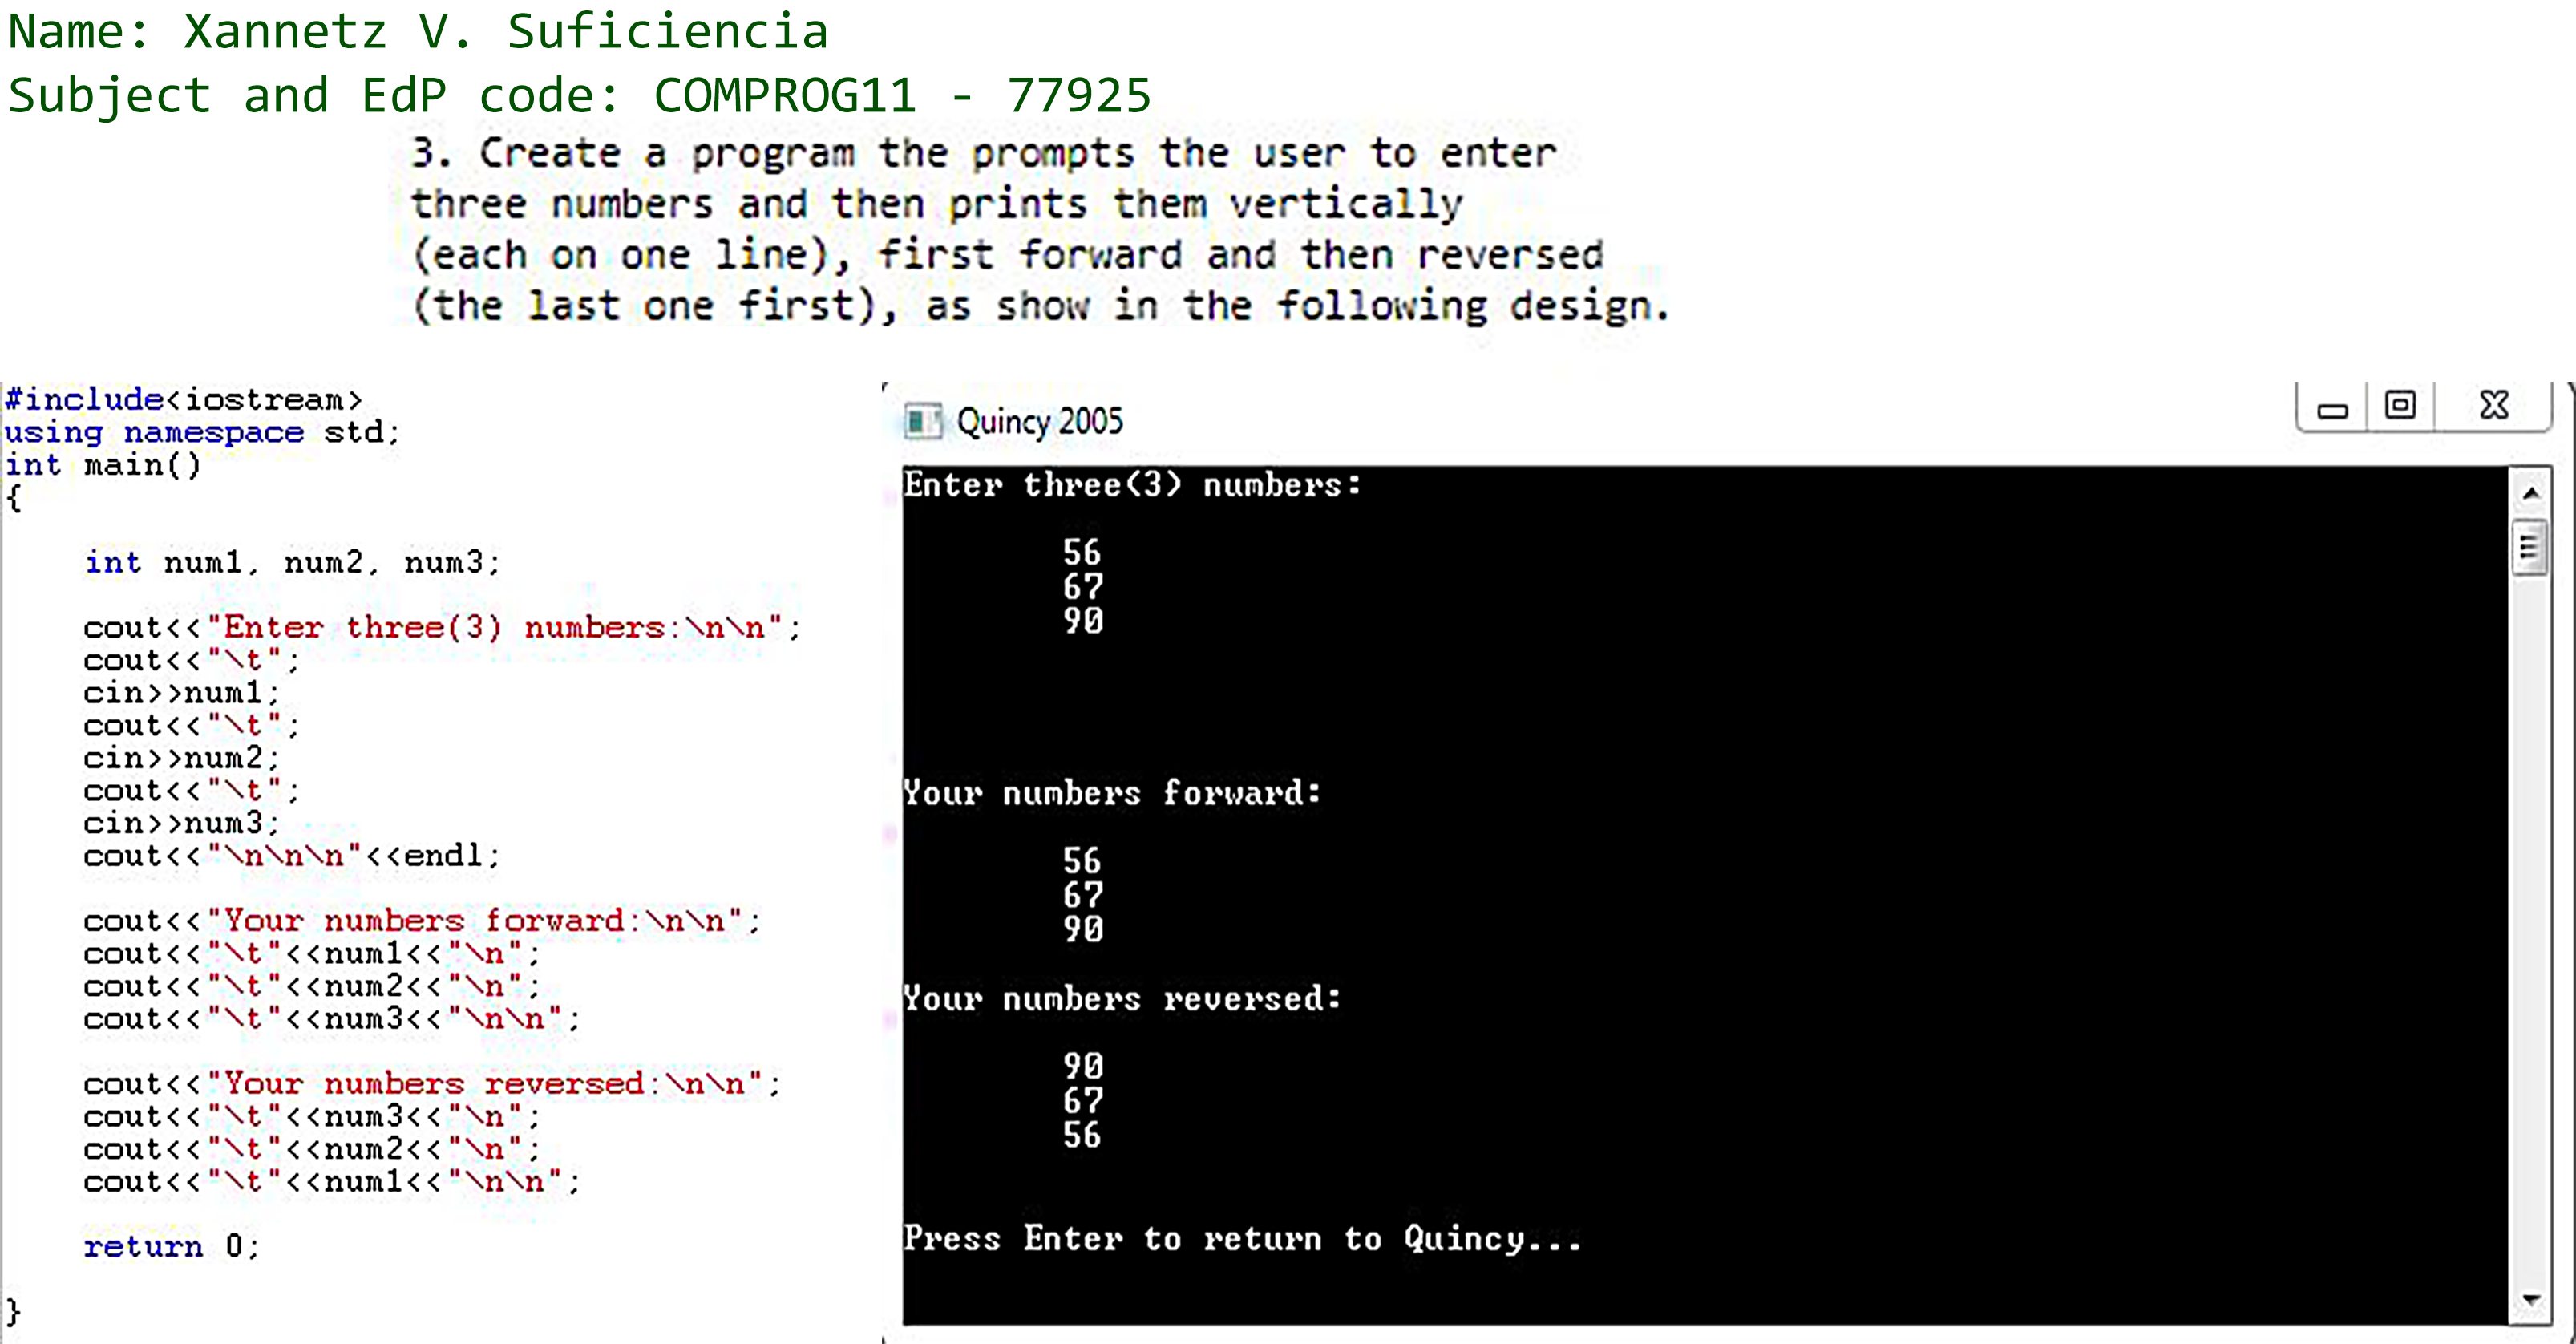 Name: Xannetz V. Suficiencia
Subject and EdP code: COMPROG11 - 77925
3. Create a program the prompts the user to enter
three numbers and then prints them vertically
(each on one line), first forward and then reversed
(the last one first), as show in the following design.
#include<iostream>
using namespace std;
int main()
{
int num1, num2, num3;
cout<<"Enter three(3) numbers:\n\n";
cout<<"\t";
cin>>num1;
cout<<"\t";
cin>>num2;
cout<<"\t";
cin>>num3;
cout<<"\n\n\n"<<endl;
cout<<"Your numbers forward:\n\n";
cout<<"\t"<<num1<<"\n";
cout<<"\t"<<num2<<"\n";
cout<<"\t"<<num3<<"\n\n";
cout<<"Your numbers reversed:\n\n";
cout<<"\t"<<num3<<"\n";
cout<<"\t"<<num2<<"\n";
cout<<"\t"<<num1<<"\n\n";
return 0;
}
Quincy 2005
Enter three(3) numbers:
56
67
90
Your numbers forward:
56
67
90
Your numbers reversed:
90
67
56
Press Enter to return to Quincy...